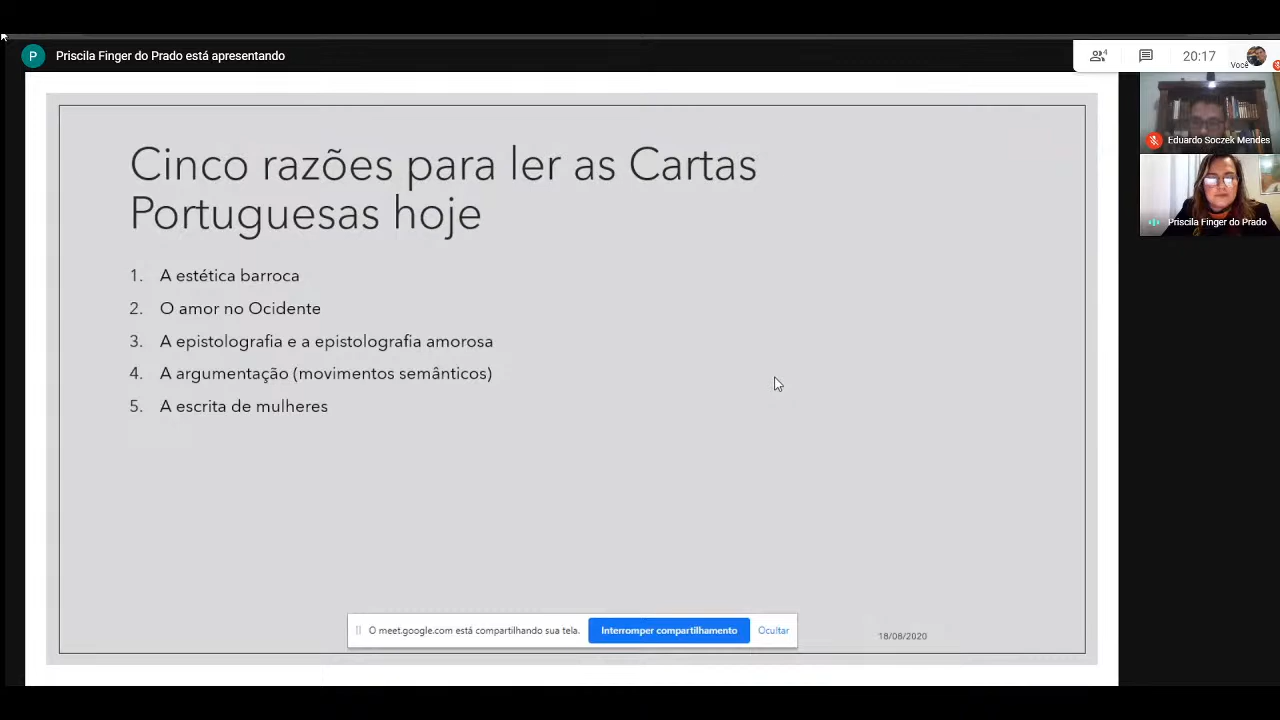 P
Priscila Finger do Prado está apresentando
4
20:17
Você
Eduardo Soczek Mendes
Priscila Finger do Prado
Cinco razões para ler as Cartas
Portuguesas hoje
1. A estética barroca
2. O amor no Ocidente
3. A epistolografia e a epistolografia amorosa
4. A argumentação (movimentos semânticos)
5. A escrita de mulheres
O meet.google.com está compartilhando sua tela.
Interromper compartilhamento
Ocultar
18/08/2020